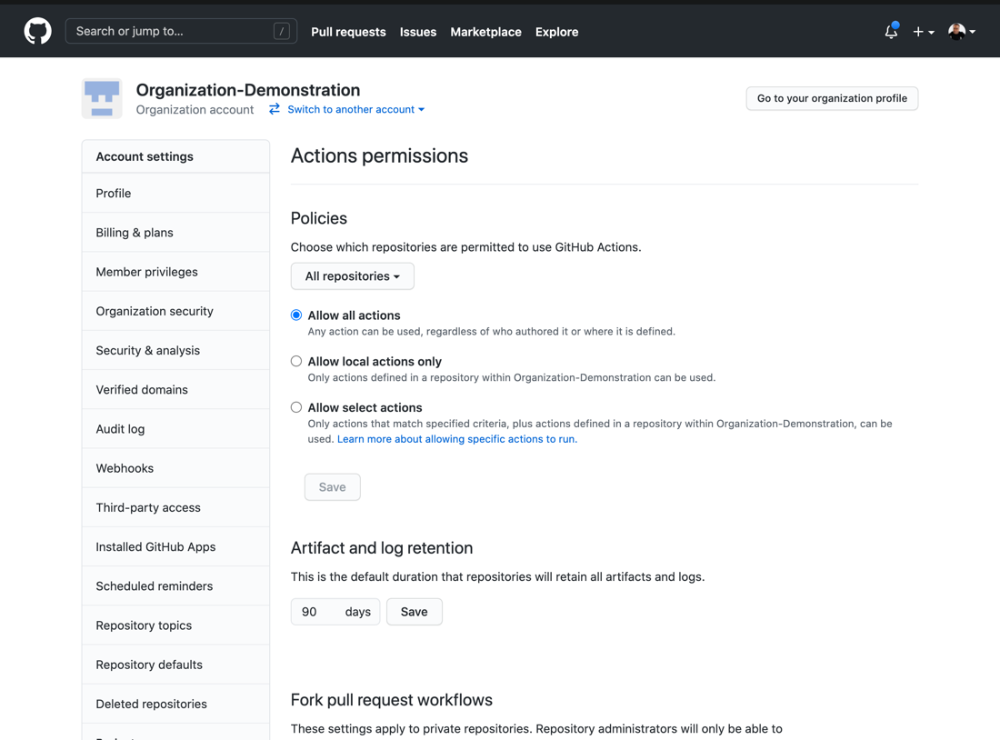 Search or jump to... /
Pull requests
Issues
Marketplace
Explore
Organization-Demonstration
Organization account
Switch to another account
Go to your organization profile
Account settings
Profile
Billing & plans
Member privileges
Organization security
Security & analysis
Verified domains
Audit log
Webhooks
Third-party access
Installed GitHub Apps
Scheduled reminders
Repository topics
Repository defaults
Deleted repositories
Actions permissions
Policies
Choose which repositories are permitted to use GitHub Actions.
All repositories
Allow all actions
Any action can be used, regardless of who authored it or where it is defined.
Allow local actions only
Only actions defined in a repository within Organization-Demonstration can be used.
Allow select actions
Only actions that match specified criteria, plus actions defined in a repository within Organization-Demonstration, can be
used. Learn more about allowing specific actions to run.
Save
Artifact and log retention
This is the default duration that repositories will retain all artifacts and logs.
90 days Save
Fork pull request workflows
These settings apply to private repositories. Repository administrators will only be able to